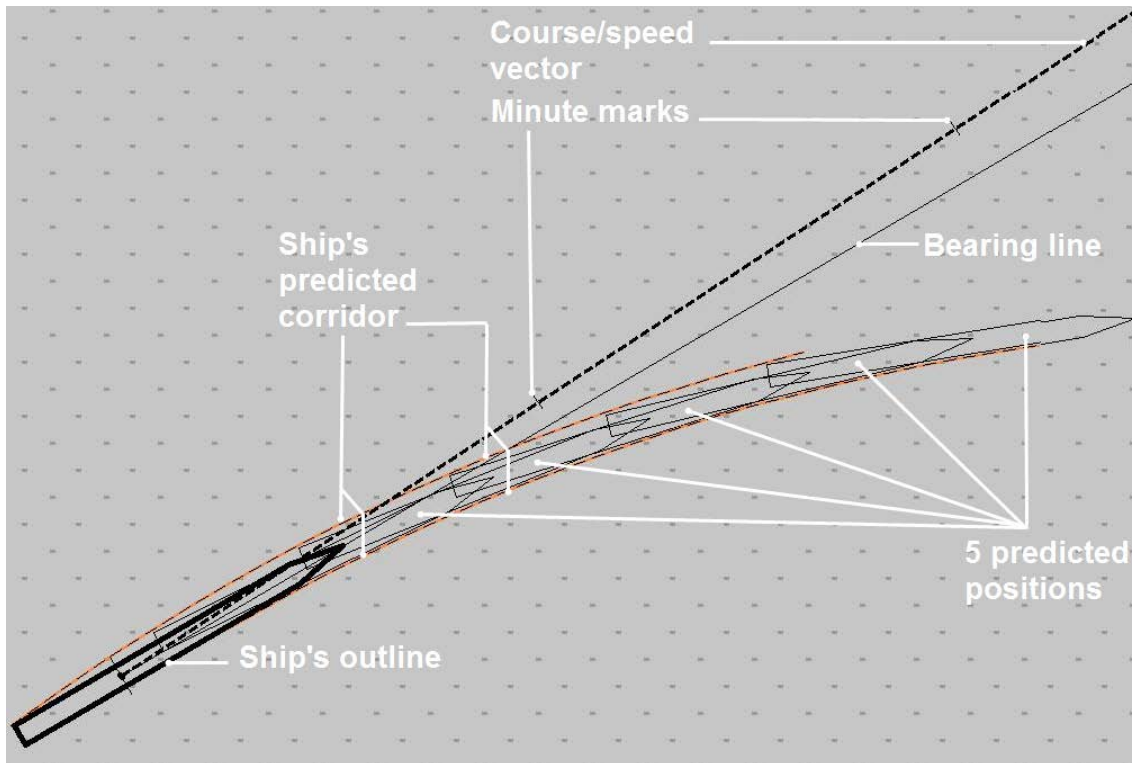 Course/speed
vector
Minute marks
Ship's
predicted
corridor
Bearing line
5 predicted
positions
Ship's outline